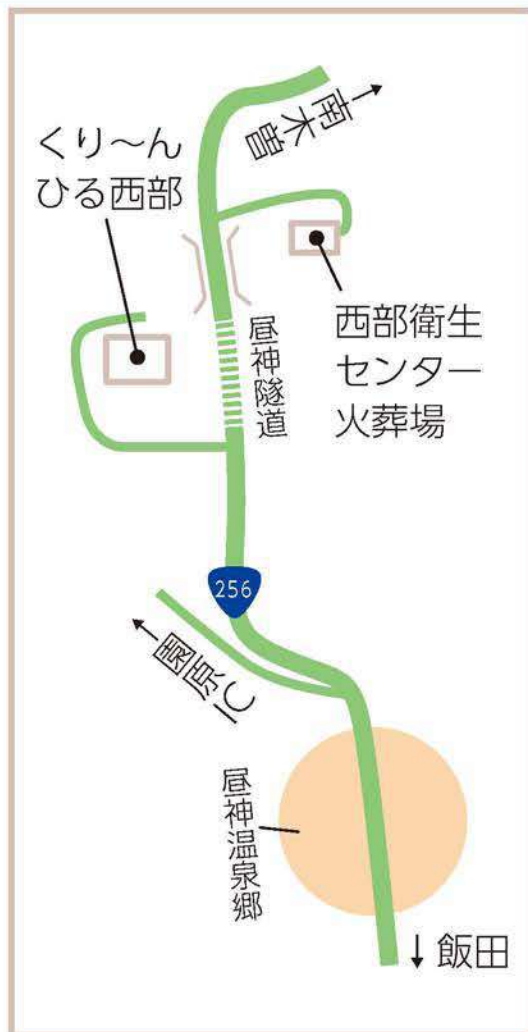 南木曽
くり～ん
ひる西部
西部衛生
センター
火葬場
昼神隧道
256
園原IC
昼神温泉郷
飯田